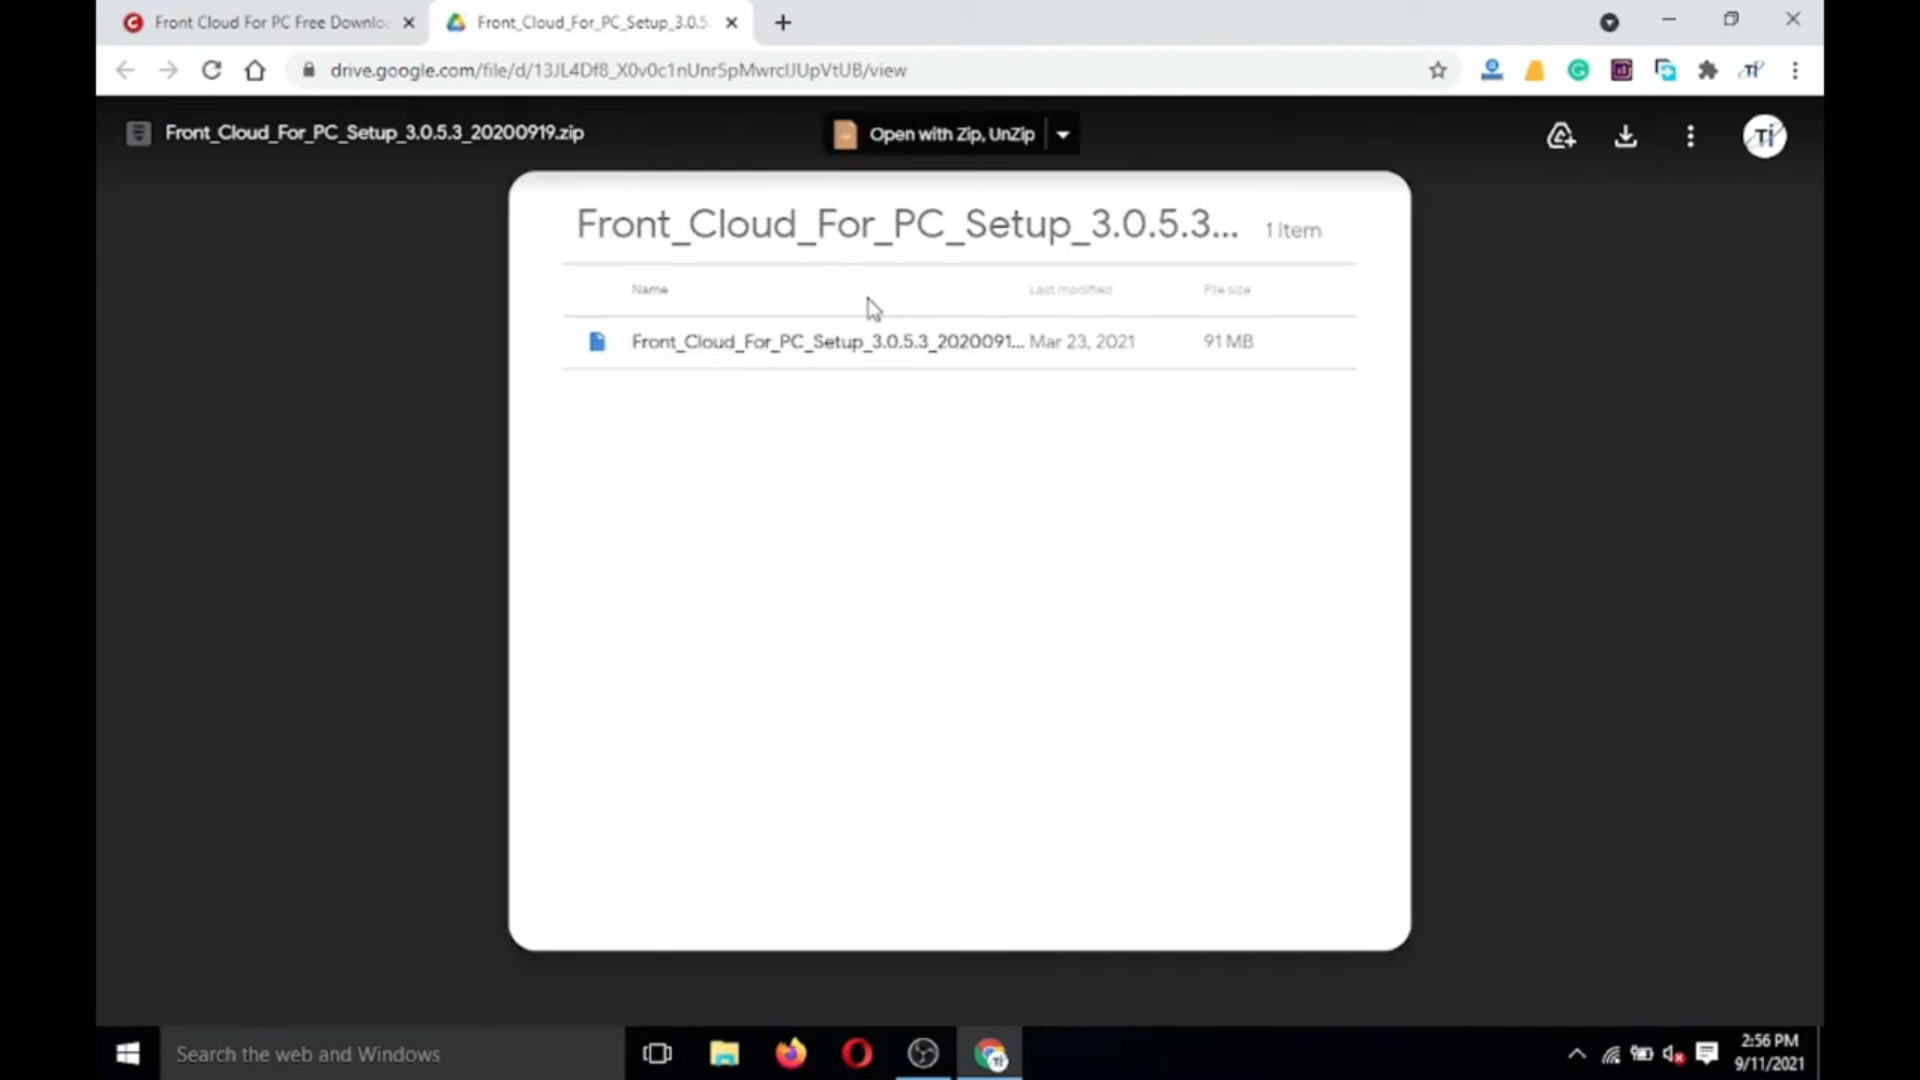 Front Cloud For PC Free Downloa
Front_Cloud_For_PC_Setup_3.0.5.
drive.google.com/file/d/13JL4Df8_X0v0c1nUnr5pMwrclJUpVtUB/view
Front_Cloud_For_PC_Setup_3.0.5.3_20200919.zip
Open with Zip, UnZip
Ti
Front_Cloud_For_PC_Setup_3.0.5.3... 1 item
Name Last modified File size
Front_Cloud_For_PC_Setup_3.0.5.3_2020091... Mar 23, 2021 91 MB
Search the web and Windows
2:56 PM
9/11/2021